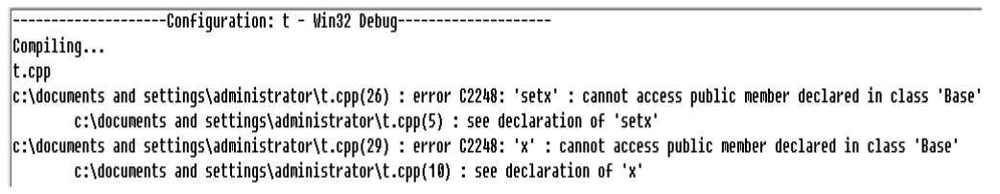 --------------------Configuration: t - Win32 Debug--------------------
Compiling...
t.cpp
c:\documents and settings\administrator\t.cpp(26) : error C2248: 'setx' : cannot access public member declared in class 'Base'
c:\documents and settings\administrator\t.cpp(5) : see declaration of 'setx'
c:\documents and settings\administrator\t.cpp(29) : error C2248: 'x' : cannot access public member declared in class 'Base'
c:\documents and settings\administrator\t.cpp(10) : see declaration of 'x'